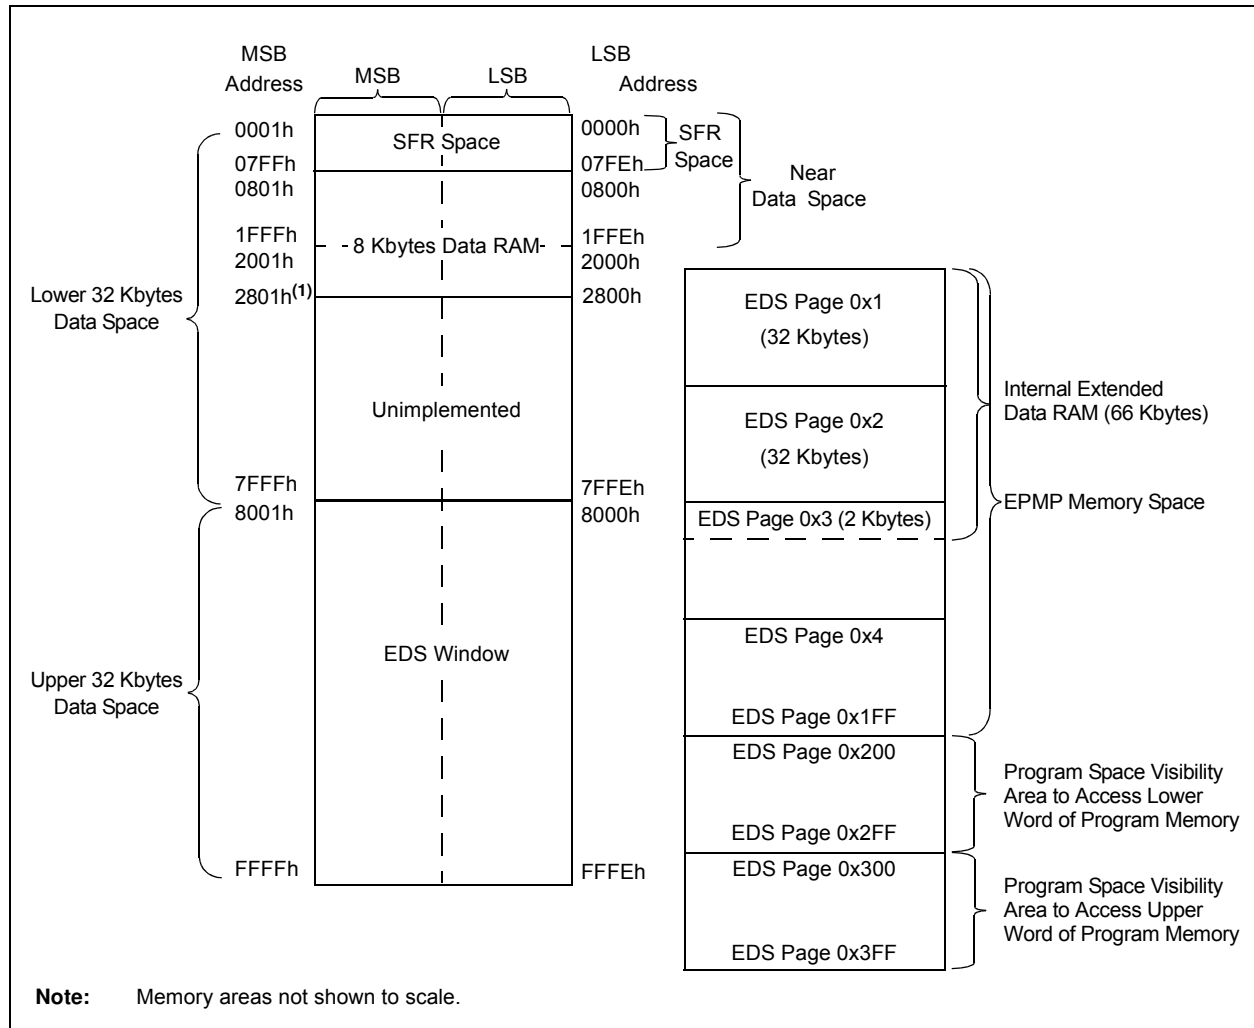 MSB
Address
LSB
Address
MSB
LSB
0001h
07FFh
0801h
1FFFh
2001h
2801h(1)
7FFFh
8001h
FFFFh
Lower 32 Kbytes
Data Space
Upper 32 Kbytes
Data Space
SFR Space
8 Kbytes Data RAM
Unimplemented
EDS Window
0000h
07FEh
0800h
1FFEh
2000h
2800h
7FFEh
8000h
FFFEh
SFR
Space
Near
Data Space
EDS Page 0x1
(32 Kbytes)
EDS Page 0x2
(32 Kbytes)
EDS Page 0x3 (2 Kbytes)
EDS Page 0x4
EDS Page 0x1FF
EDS Page 0x200
EDS Page 0x2FF
EDS Page 0x300
EDS Page 0x3FF
Internal Extended
Data RAM (66 Kbytes)
EPMP Memory Space
Program Space Visibility
Area to Access Lower
Word of Program Memory
Program Space Visibility
Area to Access Upper
Word of Program Memory
Note: Memory areas not shown to scale.